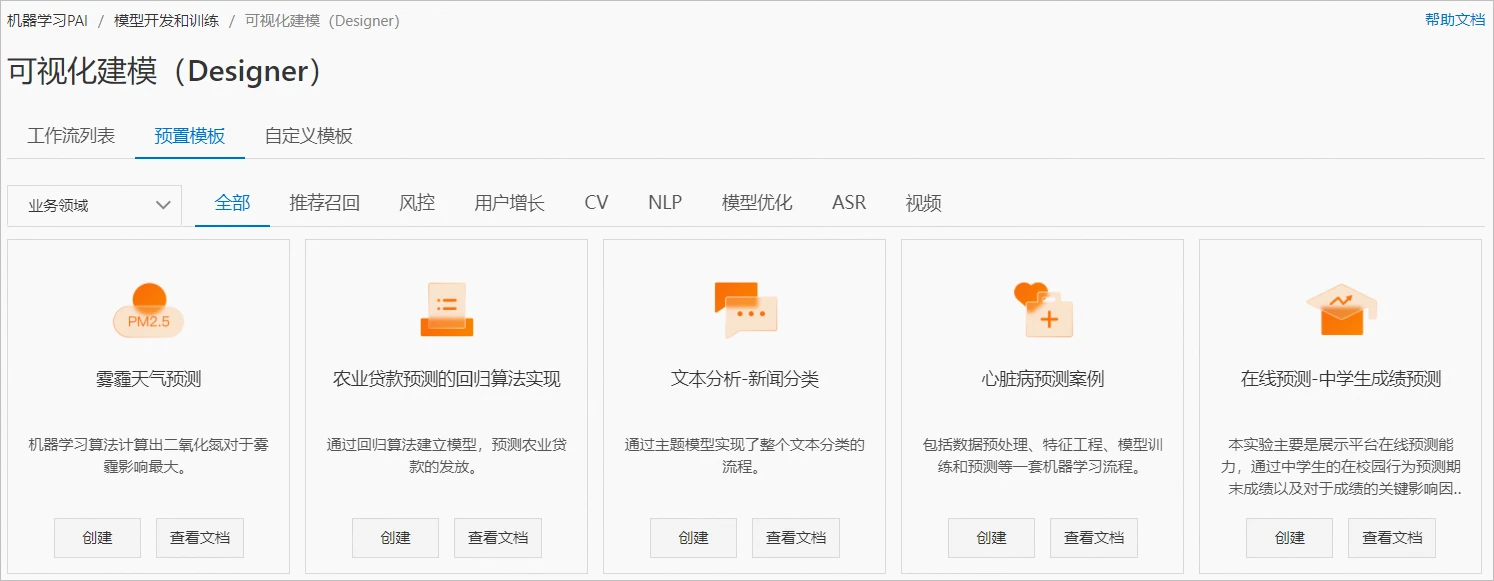 机器学习PAI / 模型开发和训练 / 可视化建模（Designer） 帮助文档
可视化建模（Designer）
工作流列表 预置模板 自定义模板
业务领域 全部 推荐召回 风控 用户增长 CV NLP 模型优化 ASR 视频
PM2.5
雾霾天气预测
机器学习算法计算出二氧化氮对于雾
霾影响最大。
创建 查看文档
农业贷款预测的回归算法实现
通过回归算法建立模型，预测农业贷
款的发放。
创建 查看文档
文本分析-新闻分类
通过主题模型实现了整个文本分类的
流程。
创建 查看文档
心脏病预测案例
包括数据预处理、特征工程、模型训
练和预测等一套机器学习流程。
创建 查看文档
在线预测-中学生成绩预测
本实验主要是展示平台在线预测能
力，通过中学生的在校园行为预测期
末成绩以及对于成绩的关键影响因..
创建 查看文档